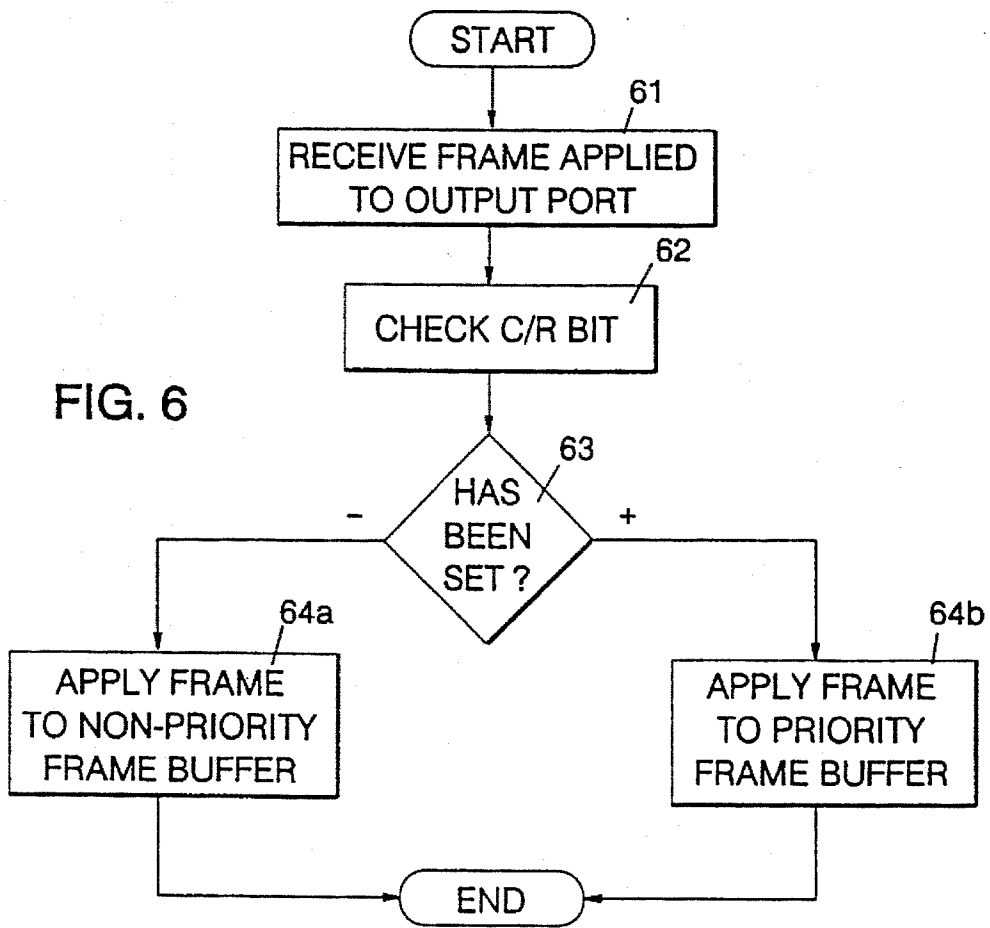 START
61
RECEIVE FRAME APPLIED
TO OUTPUT PORT
62
CHECK C/R BIT
FIG. 6
63
HAS
BEEN
SET ?
–
+
64a
APPLY FRAME
TO NON-PRIORITY
FRAME BUFFER
64b
APPLY FRAME
TO PRIORITY
FRAME BUFFER
END